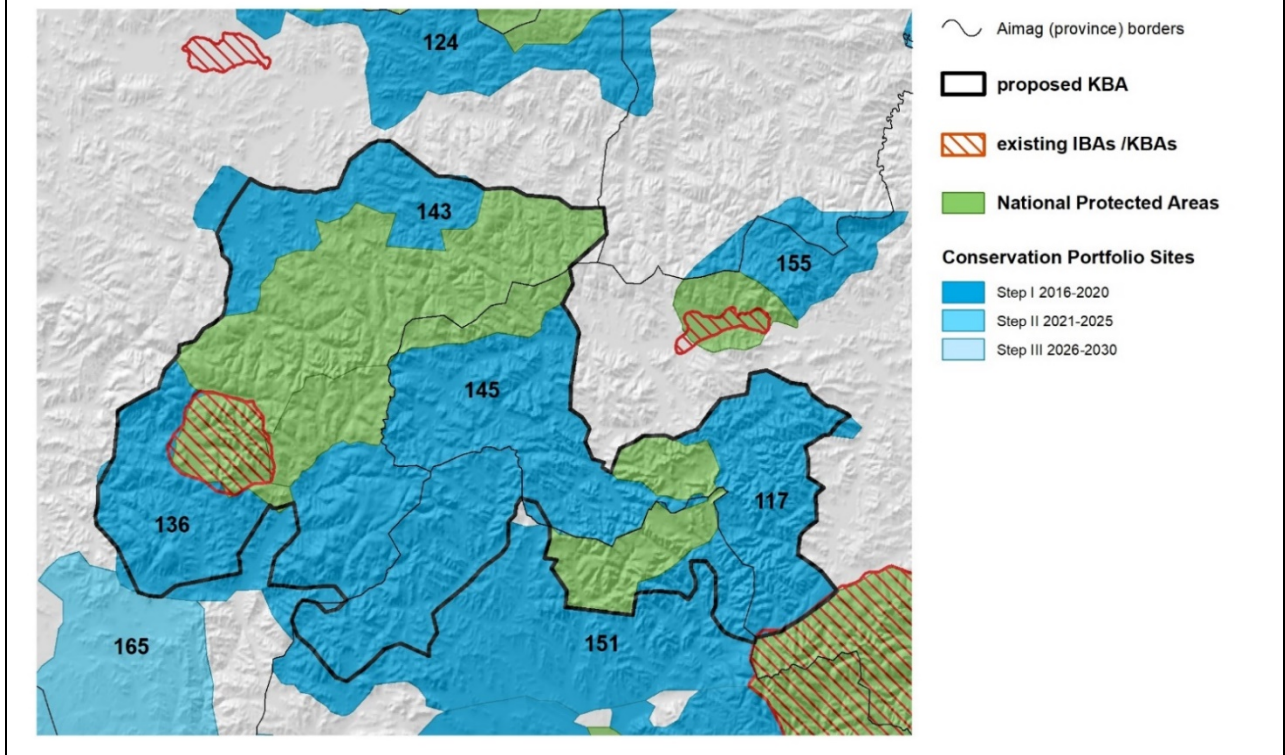 124
143
155
145
117
136
151
165
Aimag (province) borders
proposed KBA
existing IBAs /KBAs
National Protected Areas
Conservation Portfolio Sites
Step I 2016-2020
Step II 2021-2025
Step III 2026-2030